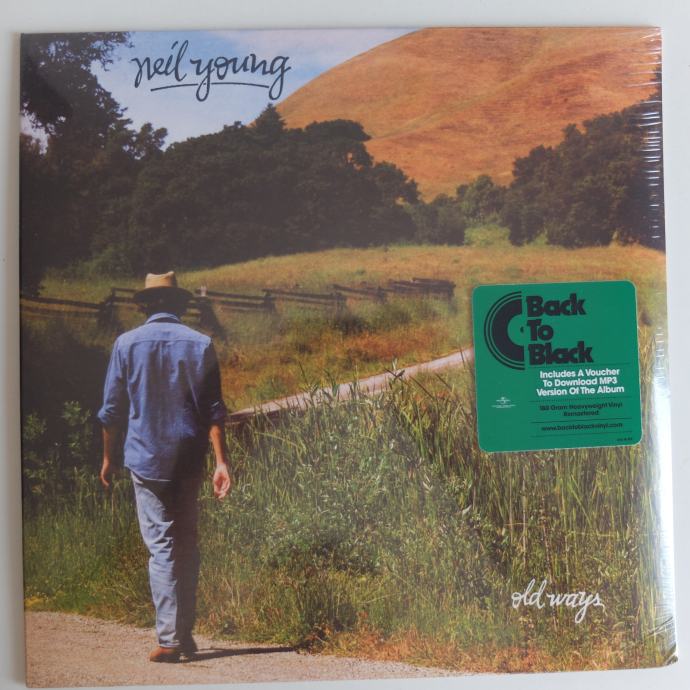 neil young
Back
To
Black
Includes A Voucher
To Download MP3
Version Of The Album
180 Gram Heavyweight Vinyl
Remastered
www.backtoblackvinyl.com
old ways